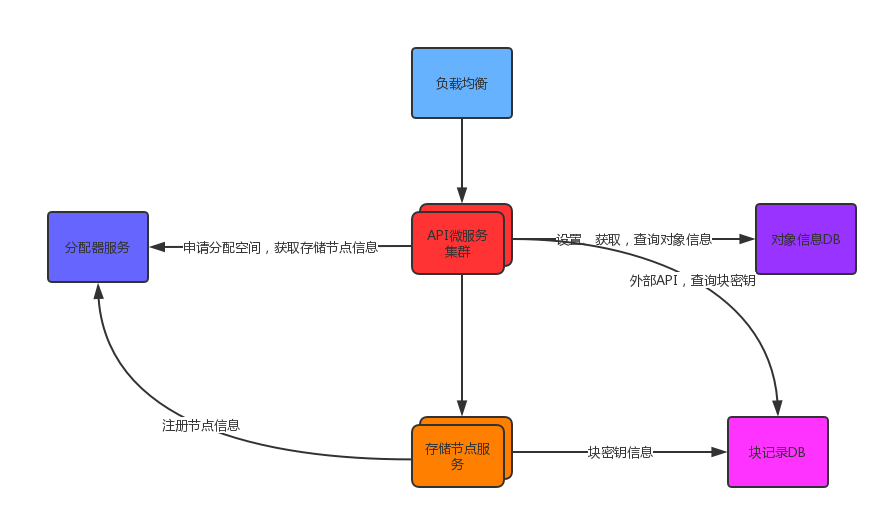 负载均衡
API微服务
集群
分配器服务
申请分配空间，获取存储节点信息
设置、获取，查询对象信息
对象信息DB
外部API，查询块密钥
注册节点信息
存储节点服
务
块密钥信息
块记录DB